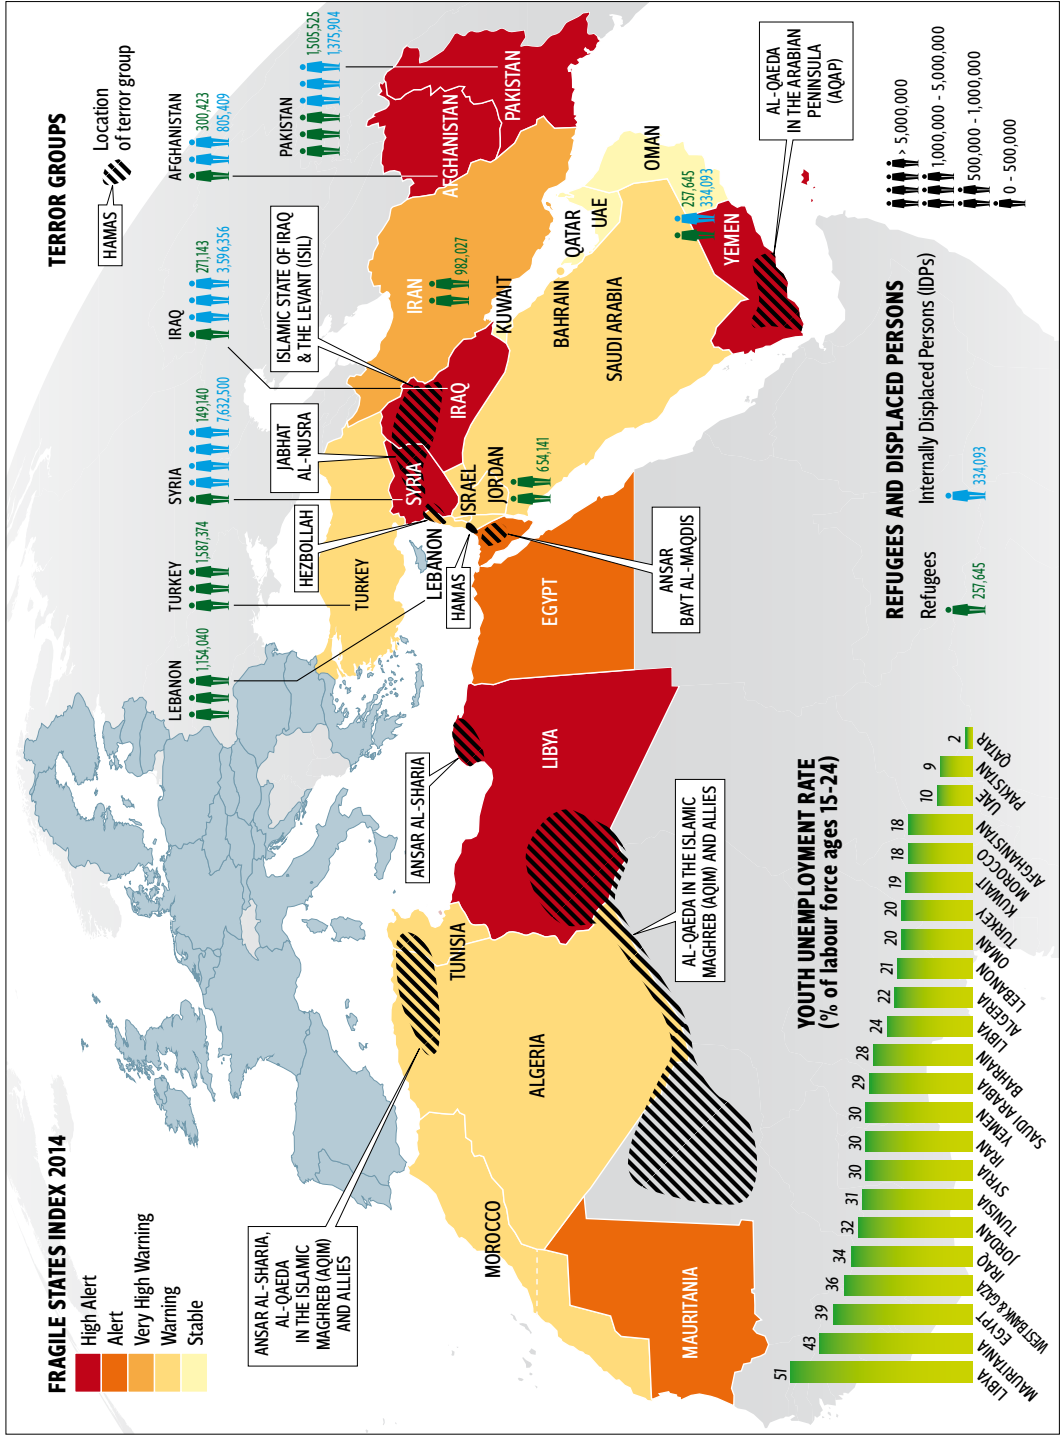 FRAGILE STATES INDEX 2014
High Alert
Alert
Very High Warning
Warning
Stable
TERROR GROUPS
HAMAS
Location
of terror group
LEBANON
1,154,040
TURKEY
1,587,374
SYRIA
149,140
7,632,500
IRAQ
271,143
3,596,356
AFGHANISTAN
300,423
805,409
PAKISTAN
1,505,525
1,375,904
ANSAR AL-SHARIA,
AL-QAEDA
IN THE ISLAMIC
MAGHREB (AQIM)
AND ALLIES
ANSAR AL-SHARIA
HEZBOLLAH
JABHAT
AL-NUSRA
ISLAMIC STATE OF IRAQ
& THE LEVANT (ISIL)
TURKEY
LEBANON
HAMAS
SYRIA
IRAQ
ISRAEL
JORDAN
654,141
IRAN
982,027
KUWAIT
AFGHANISTAN
PAKISTAN
BAHRAIN
QATAR
UAE
OMAN
SAUDI ARABIA
257,645
334,093
YEMEN
MOROCCO
ALGERIA
TUNISIA
LIBYA
EGYPT
MAURITANIA
ANSAR
BAYT AL-MAQDIS
AL-QAEDA IN THE ISLAMIC
MAGHREB (AQIM) AND ALLIES
AL-QAEDA
IN THE ARABIAN
PENINSULA
(AQAP)
YOUTH UNEMPLOYMENT RATE
(% of labour force ages 15-24)
51
43
39
36
34
32
31
30
30
30
29
28
24
22
21
20
20
19
18
18
10
9
2
LIBYA
MAURITANIA
EGYPT
WEST BANK & GAZA
IRAQ
JORDAN
TUNISIA
SYRIA
IRAN
YEMEN
SAUDI ARABIA
BAHRAIN
LIBYA
ALGERIA
LEBANON
OMAN
TURKEY
KUWAIT
MOROCCO
AFGHANISTAN
UAE
PAKISTAN
QATAR
REFUGEES AND DISPLACED PERSONS
Refugees
257,645
Internally Displaced Persons (IDPs)
334,093
> 5,000,000
1,000,000 - 5,000,000
500,000 - 1,000,000
0 - 500,000